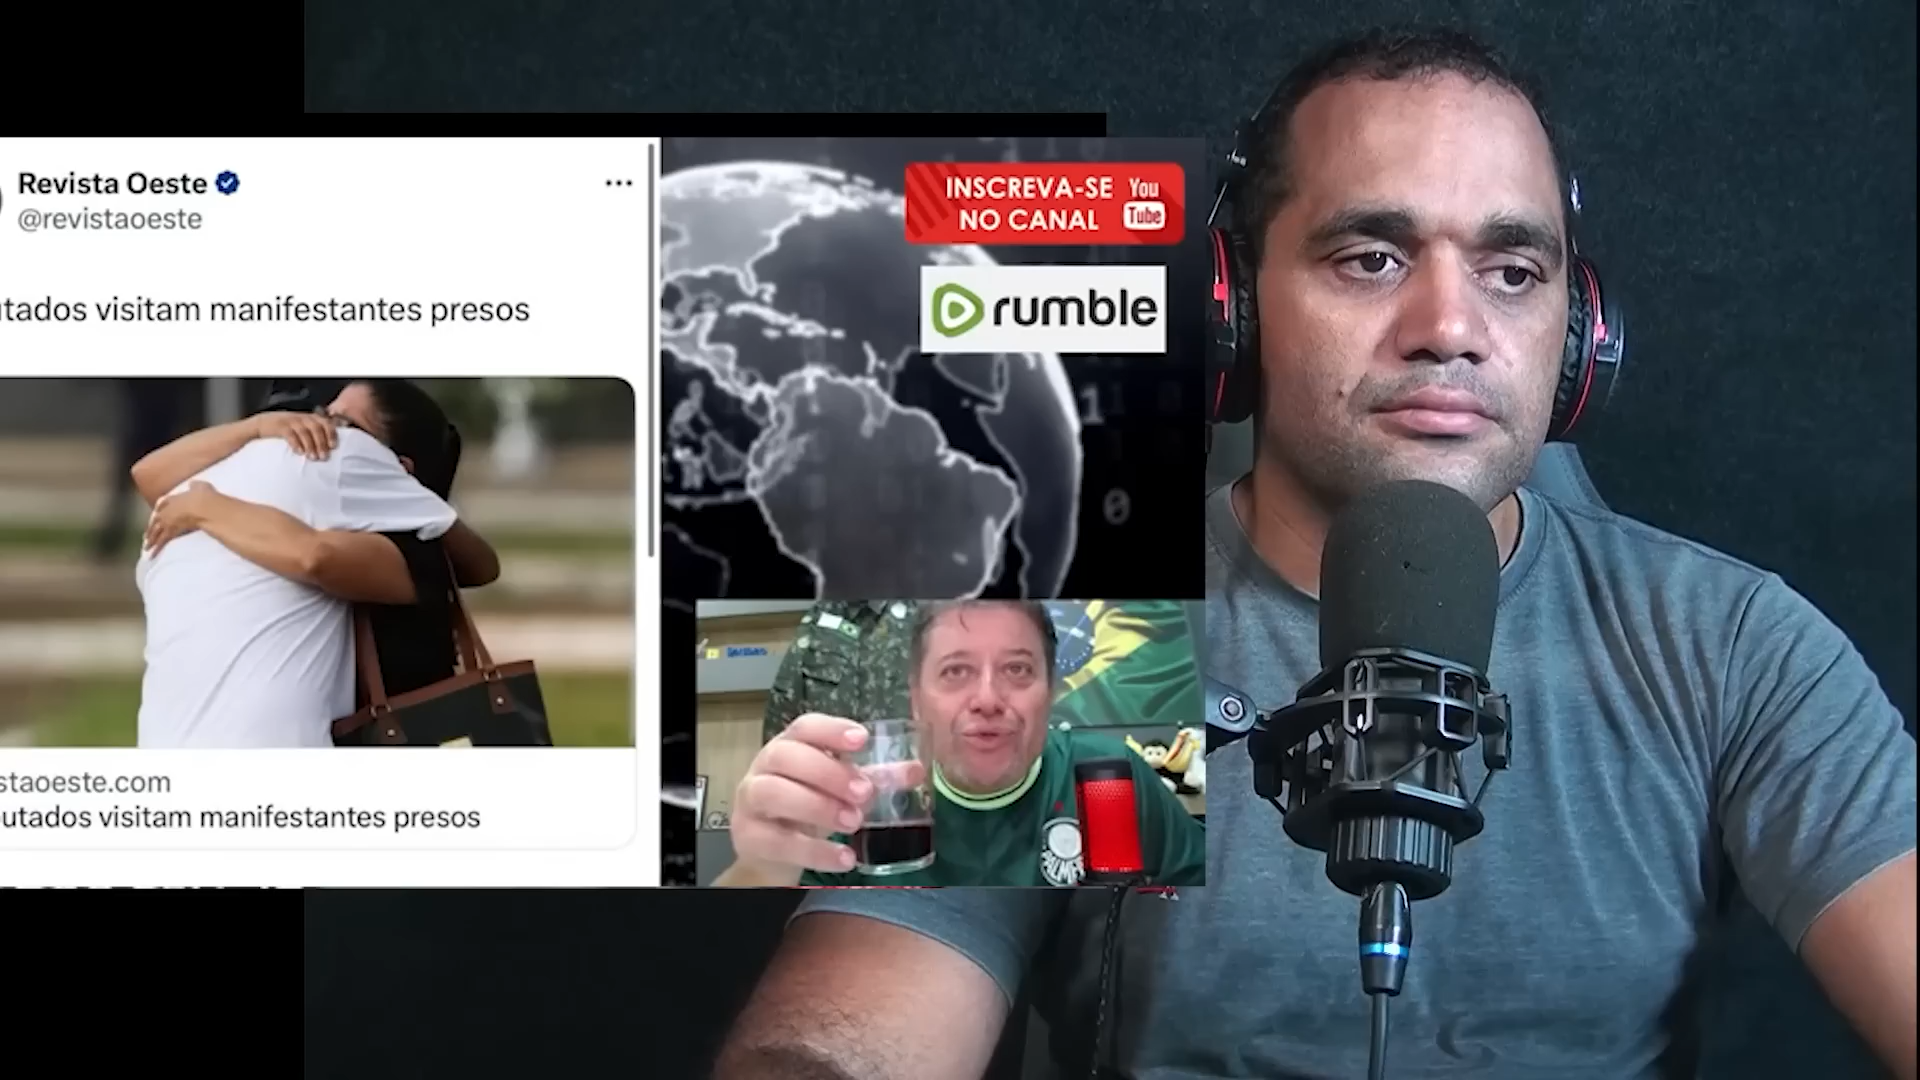 Revista Oeste
@revistaoeste
tados visitam manifestantes presos
staoeste.com
utados visitam manifestantes presos
INSCREVA-SE
NO CANAL
You
Tube
rumble